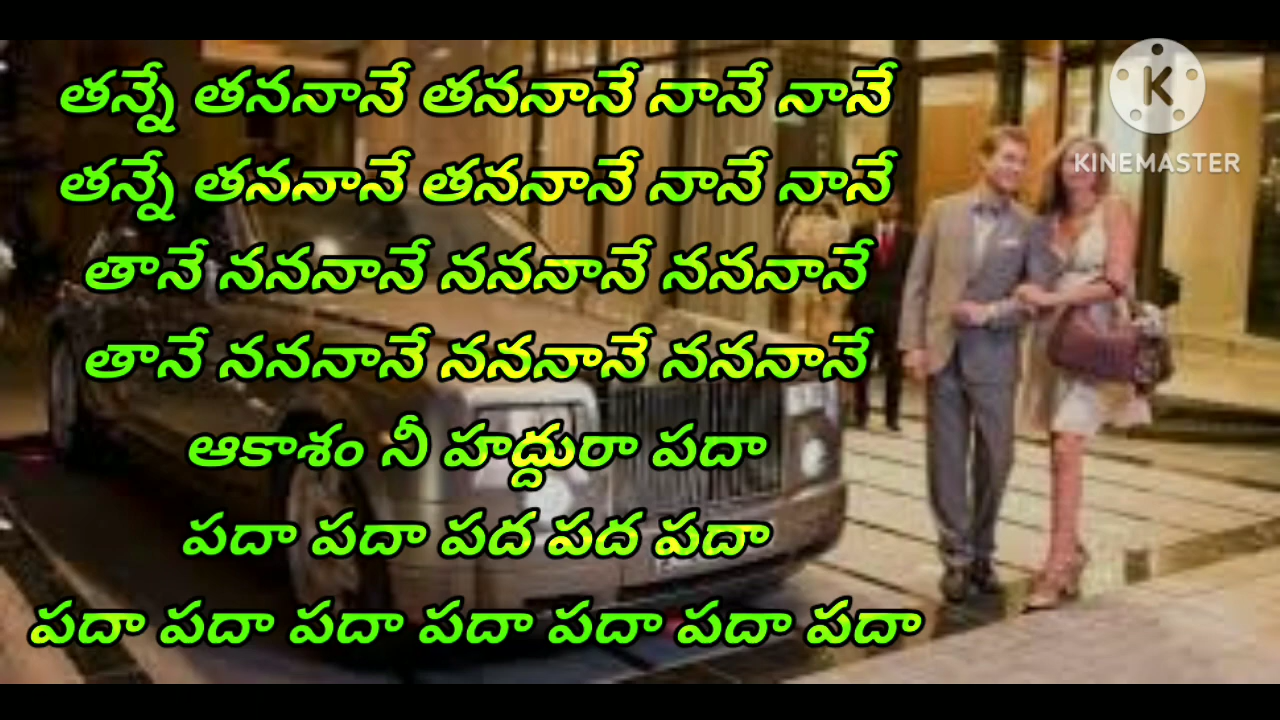 తన్నే తననానే తననానే నానే నానే
తన్నే తననానే తననానే నానే నానే
తానే నననానే నననానే నననానే
తానే నననానే నననానే నననానే
ఆకాశం నీ హద్దురా పదా
పదా పదా పద పద పదా
పదా పదా పదా పదా పదా పదా పదా
K
KINEMASTER